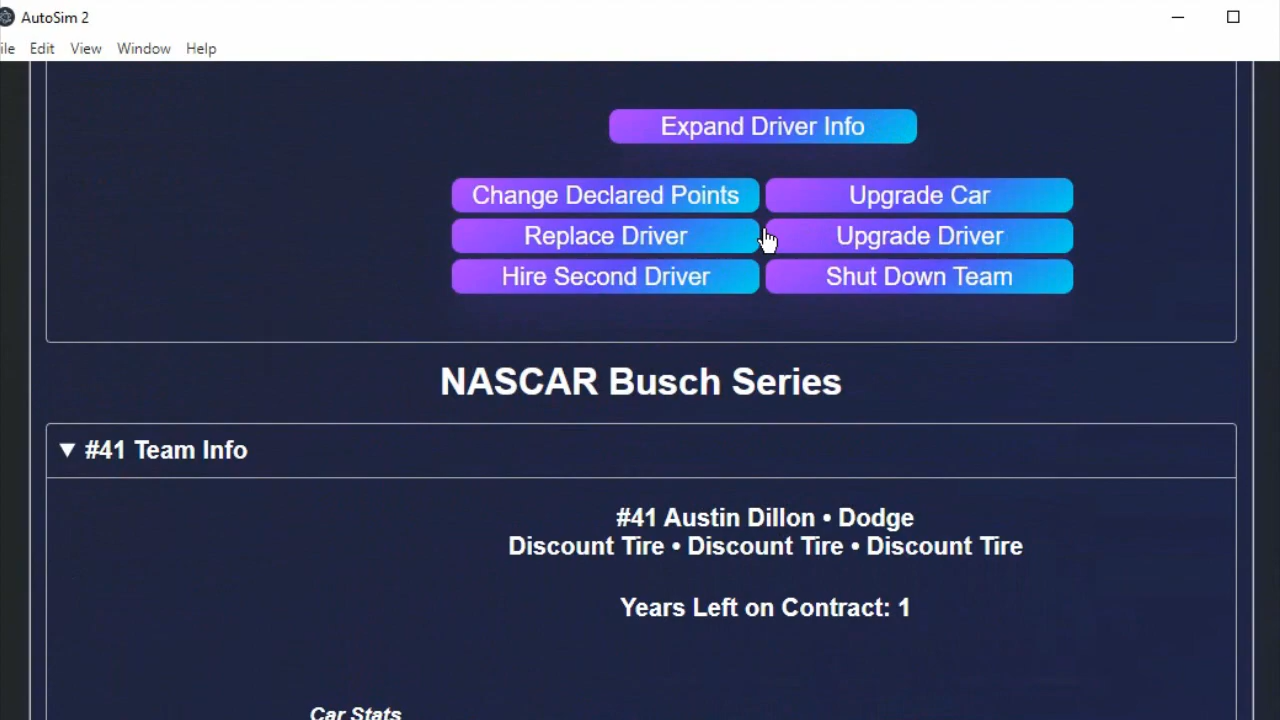 AutoSim 2
ile Edit View Window Help
Expand Driver Info
Change Declared Points Upgrade Car
Replace Driver Upgrade Driver
Hire Second Driver Shut Down Team
NASCAR Busch Series
▼ #41 Team Info
#41 Austin Dillon • Dodge
Discount Tire • Discount Tire • Discount Tire
Years Left on Contract: 1
Car Stats